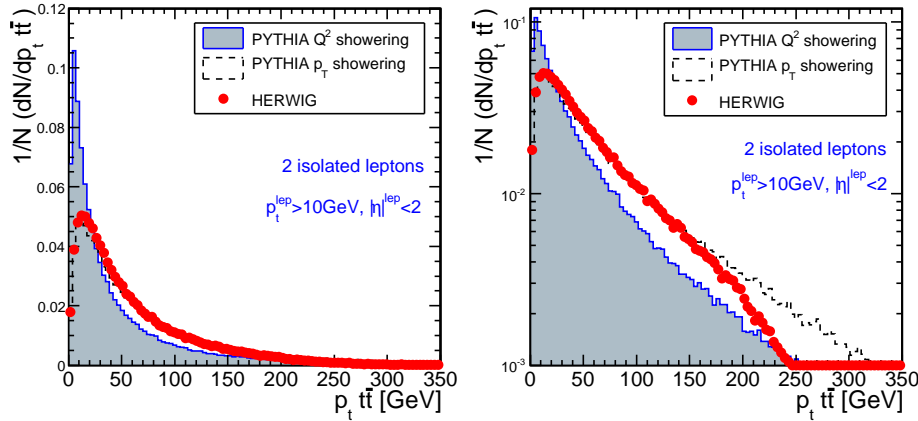 1/N (dN/dp_t tt̄)
0.12
0.1
0.08
0.06
0.04
0.02
0
PYTHIA Q² showering
PYTHIA p_T showering
HERWIG
2 isolated leptons
p_t^lep>10GeV, |η|^lep<2
0 50 100 150 200 250 300 350
p_t tt̄ [GeV]
1/N (dN/dp_t tt̄)
10⁻¹
10⁻²
10⁻³
PYTHIA Q² showering
PYTHIA p_T showering
HERWIG
2 isolated leptons
p_t^lep>10GeV, |η|^lep<2
0 50 100 150 200 250 300 350
p_t tt̄ [GeV]